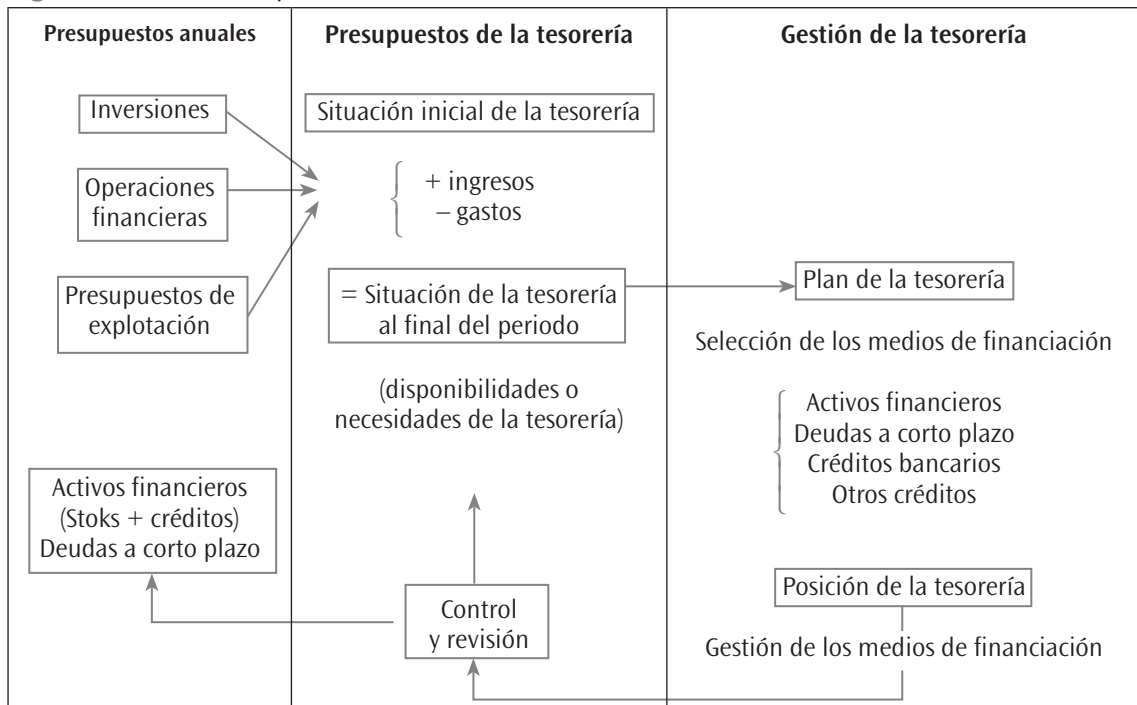 Presupuestos anuales
Inversiones
Operaciones
financieras
Presupuestos de
explotación
Activos financieros
(Stoks + créditos)
Deudas a corto plazo
Presupuestos de la tesorería
Situación inicial de la tesorería
+ ingresos
– gastos
= Situación de la tesorería
al final del periodo
(disponibilidades o
necesidades de la tesorería)
Control
y revisión
Gestión de la tesorería
Plan de la tesorería
Selección de los medios de financiación
Activos financieros
Deudas a corto plazo
Créditos bancarios
Otros créditos
Posición de la tesorería
Gestión de los medios de financiación